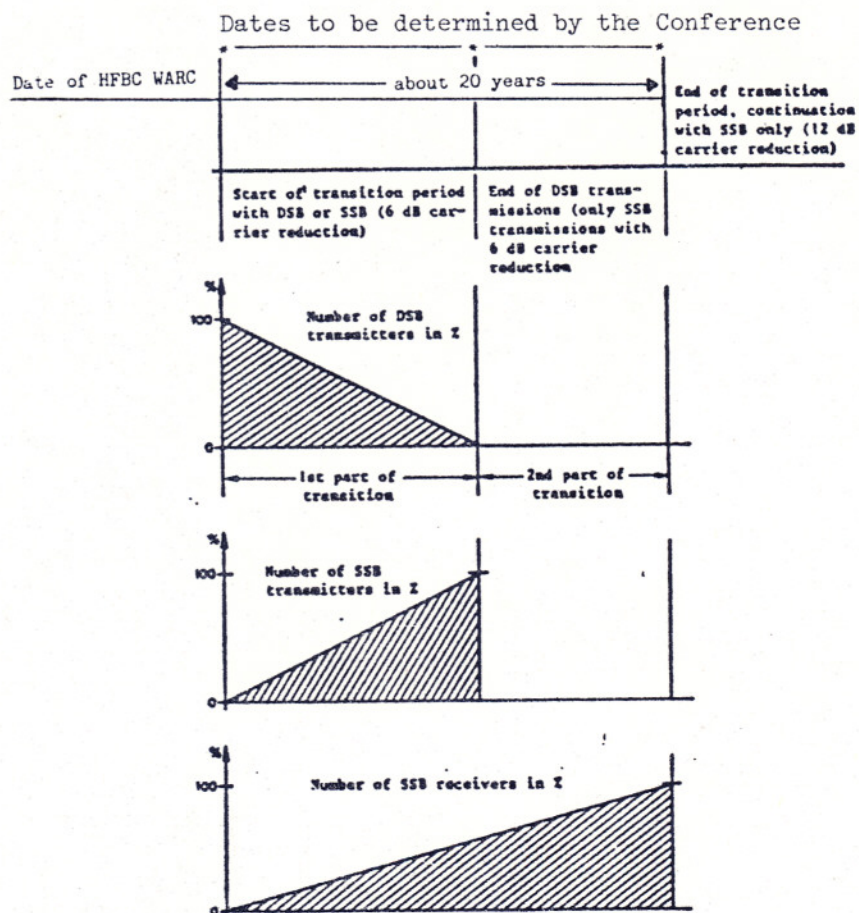 Dates to be determined by the Conference
Date of HFBC WARC
about 20 years
End of transition
period, continuation
with SSB only (12 dB
carrier reduction)
Start of transition period
with DSB or SSB (6 dB car-
rier reduction)
End of DSB trans-
missions (only SSB
transmissions with
6 dB carrier
reduction
%
100
Number of DSB
transmitters in %
0
1st part of
transition
2nd part of
transition
%
100
Number of SSB
transmitters in %
0
%
100
Number of SSB receivers in %
0